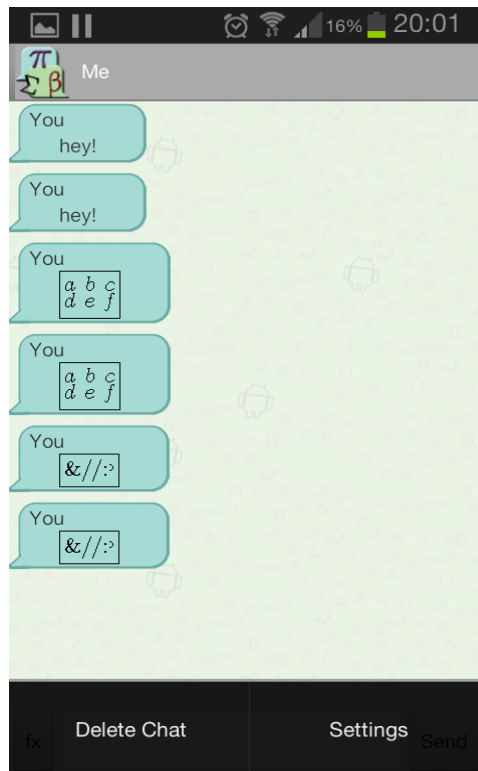 16% 20:01
π Σ β
Me
You
hey!
You
hey!
You
a b c
d e f
You
a b c
d e f
You
&//:?
You
&//:?
fx Delete Chat Settings Send